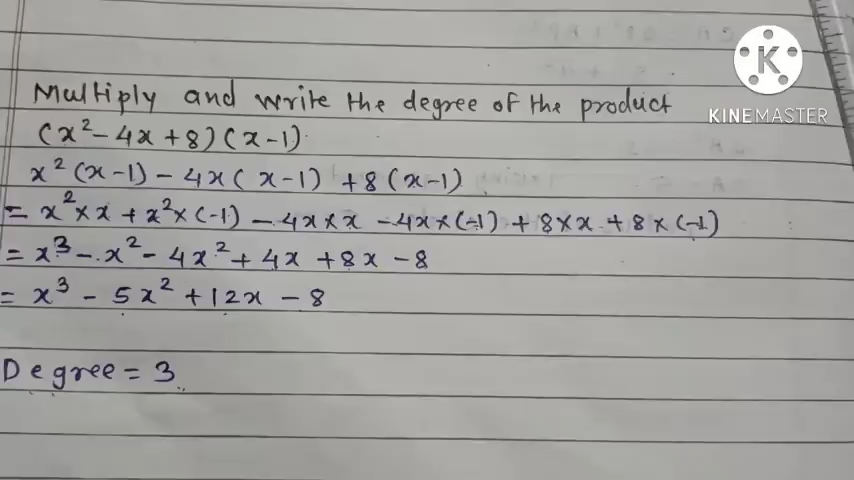 KINEMASTER
Multiply and write the degree of the product
(x² - 4x + 8) (x - 1)
x² (x - 1) - 4x ( x - 1) + 8 (x - 1)
= x² × x + x² × (-1) - 4x × x - 4x × (-1) + 8 × x + 8 × (-1)
= x³ - x² - 4x² + 4x + 8x - 8
= x³ - 5x² + 12x - 8
Degree = 3